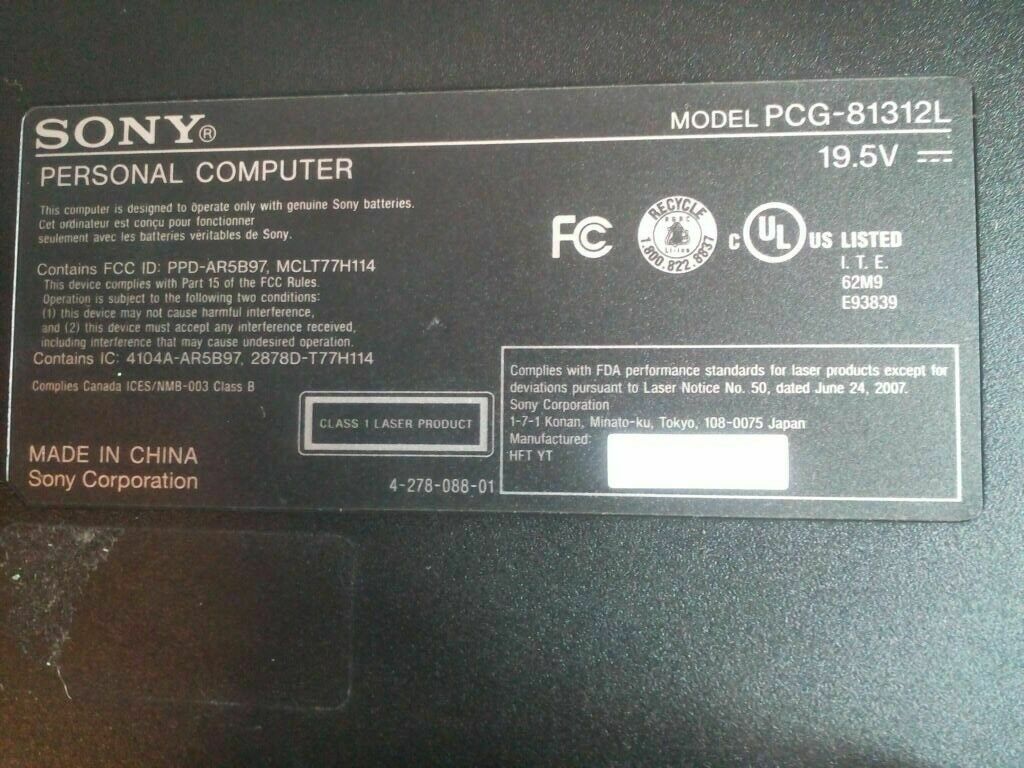 SONY®
MODEL PCG-81312L
19.5V
PERSONAL COMPUTER
This computer is designed to operate only with genuine Sony batteries.
Cet ordinateur est conçu pour fonctionner
seulement avec les batteries véritables de Sony.
Contains FCC ID: PPD-AR5B97, MCLT77H114
This device complies with Part 15 of the FCC Rules.
Operation is subject to the following two conditions:
(1) this device may not cause harmful interference,
and (2) this device must accept any interference received,
including interference that may cause undesired operation.
Contains IC: 4104A-AR5B97, 2878D-T77H114
Complies Canada ICES/NMB-003 Class B
FC
RECYCLE
RBRC
Li-ion
1.800.822.8837
C UL US LISTED
I. T. E.
62M9
E93839
CLASS 1 LASER PRODUCT
MADE IN CHINA
Sony Corporation
4-278-088-01
Complies with FDA performance standards for laser products except for
deviations pursuant to Laser Notice No. 50, dated June 24, 2007.
Sony Corporation
1-7-1 Konan, Minato-ku, Tokyo, 108-0075 Japan
Manufactured:
HFT YT